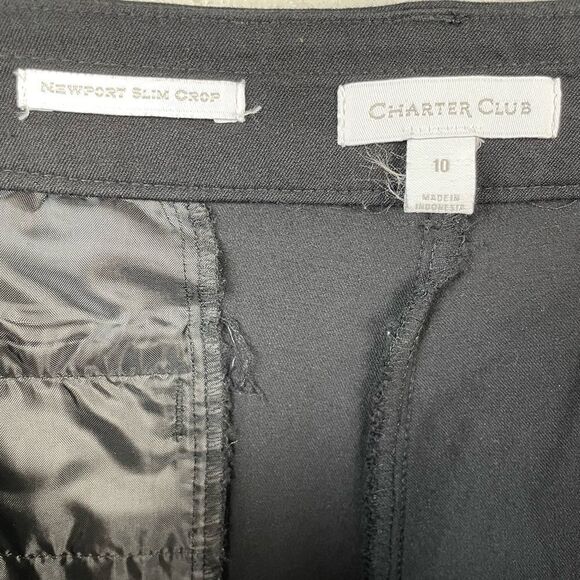 Newport Slim Crop
Charter Club
10
MADE IN
INDONESIA